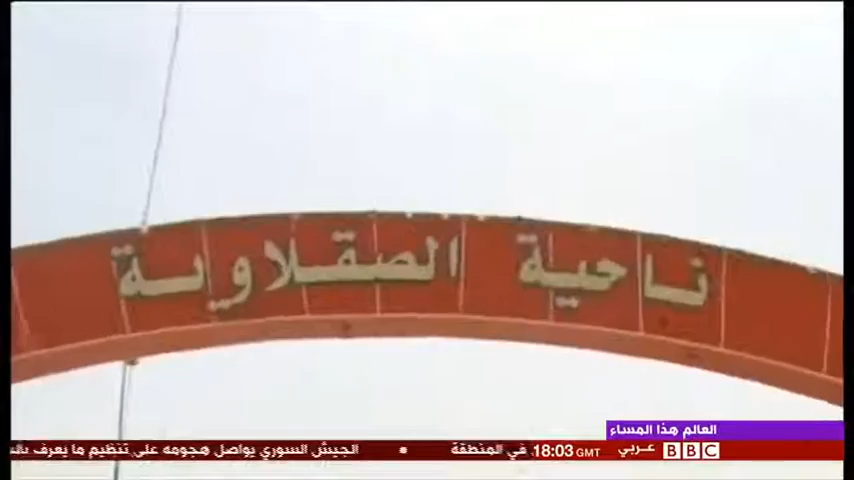 ناحية الصقلاوية
العالم هذا المساء
BBC عربي 18:03 GMT في المنطقة • الجيش السوري يواصل هجومه على تنظيم ما يعرف